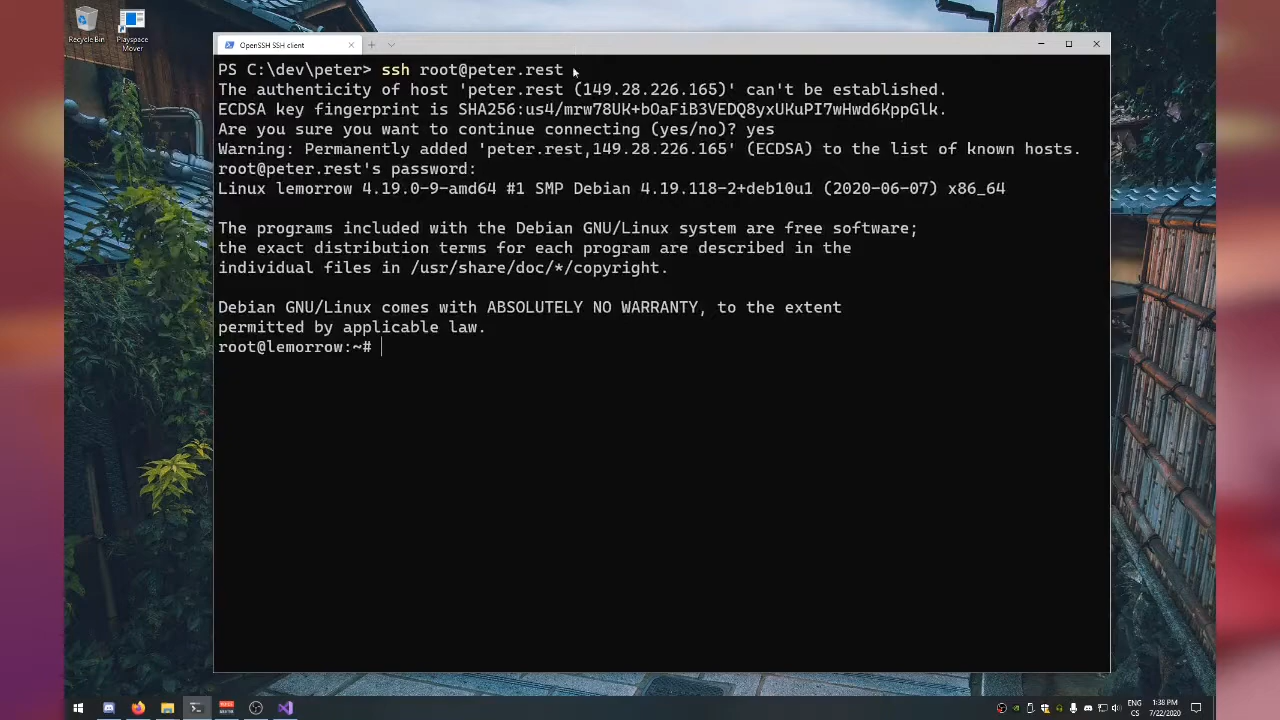 Recycle Bin
Playspace
Mover
OpenSSH SSH client
PS C:\dev\peter> ssh root@peter.rest
The authenticity of host 'peter.rest (149.28.226.165)' can't be established.
ECDSA key fingerprint is SHA256:us4/mrw78UK+bOaFiB3VEDQ8yxUKuPI7wHwd6KppGlk.
Are you sure you want to continue connecting (yes/no)? yes
Warning: Permanently added 'peter.rest,149.28.226.165' (ECDSA) to the list of known hosts.
root@peter.rest's password:
Linux lemorrow 4.19.0-9-amd64 #1 SMP Debian 4.19.118-2+deb10u1 (2020-06-07) x86_64
The programs included with the Debian GNU/Linux system are free software;
the exact distribution terms for each program are described in the
individual files in /usr/share/doc/*/copyright.
Debian GNU/Linux comes with ABSOLUTELY NO WARRANTY, to the extent
permitted by applicable law.
root@lemorrow:~#
ENG
CS
1:38 PM
7/22/2020